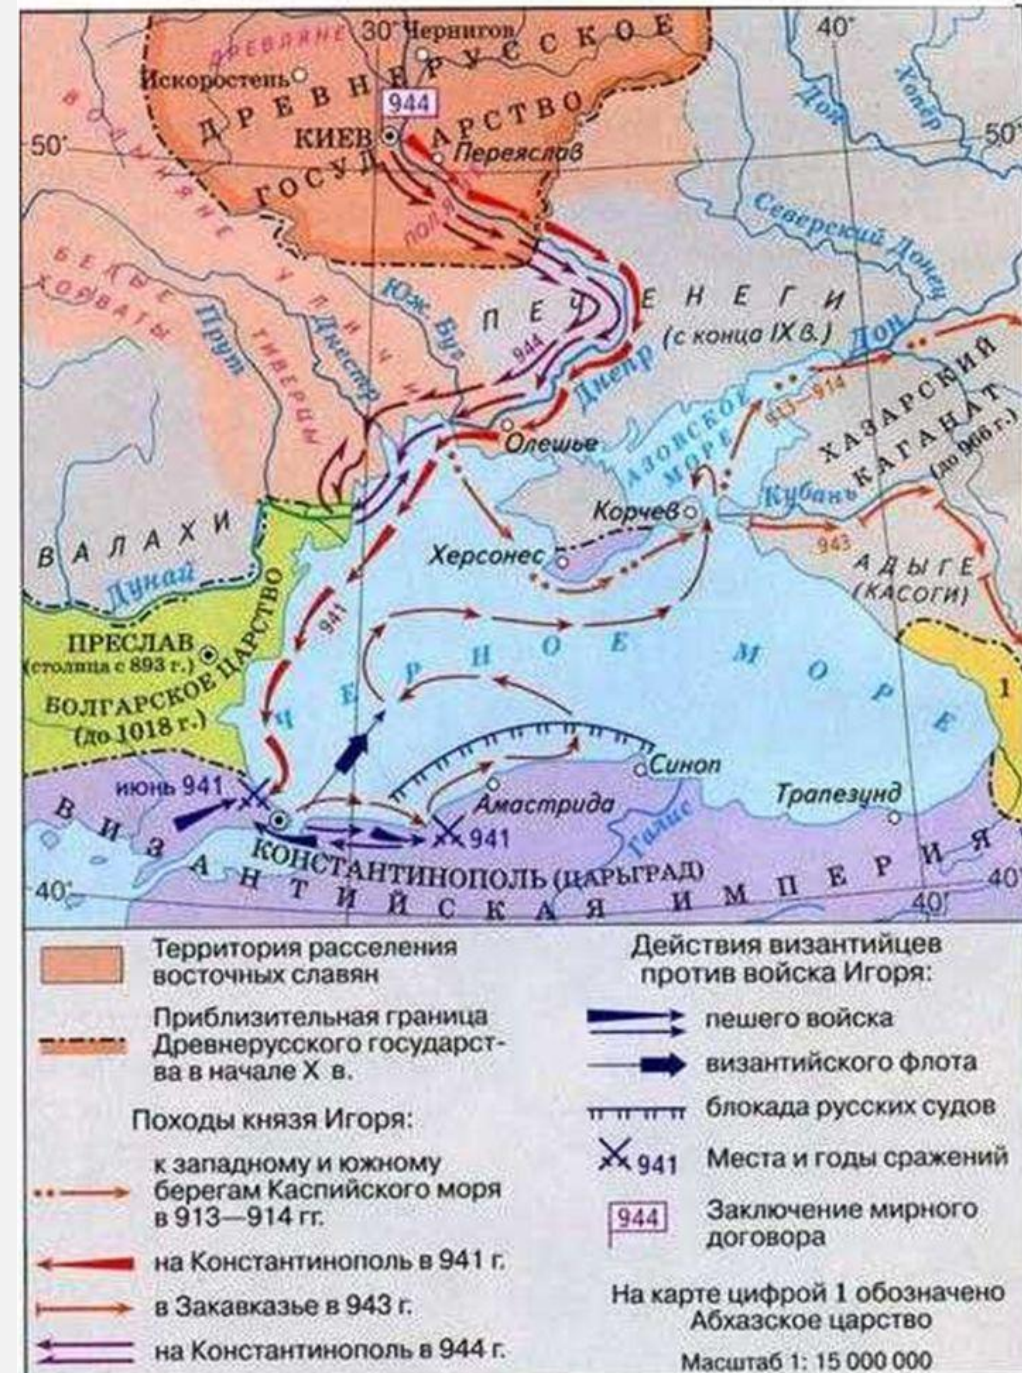 30°
Чернигов
40°
ДРЕВЛЯНЕ
Искоростень
ДРЕВНЕРУССКОЕ
ГОСУДАРСТВО
Дон
Хопёр
944
50°
КИЕВ
Переяслав
50°
ВОЛЫНЯНЕ
Северский Донец
БЕЛЫЕ
ХОРВАТЫ
УЛИЧИ
Юж. Буг
ПЕЧЕНЕГИ
(с конца IX в.)
Прут
Днестр
ТИВЕРЦЫ
944
Днепр
Дон
913—914
АЗОВСКОЕ
МОРЕ
ХАЗАРСКИЙ
КАГАНАТ
(до 966 г.)
Олешье
Кубань
Корчев
943
ВАЛАХИ
Дунай
Херсонес
АДЫГЕ
(КАСОГИ)
941
ПРЕСЛАВ
(столица с 893 г.)
БОЛГАРСКОЕ ЦАРСТВО
(до 1018 г.)
ЧЕРНОЕ МОРЕ
1
июнь 941
Синоп
Амастрида
Трапезунд
941
Галис
КОНСТАНТИНОПОЛЬ (ЦАРЬГРАД)
ВИЗАНТИЙСКАЯ ИМПЕРИЯ
40°
40°
40°
Территория расселения
восточных славян
Приблизительная граница
Древнерусского государст-
ва в начале X в.
Походы князя Игоря:
к западному и южному
берегам Каспийского моря
в 913—914 гг.
на Константинополь в 941 г.
в Закавказье в 943 г.
на Константинополь в 944 г.
Действия византийцев
против войска Игоря:
пешего войска
византийского флота
блокада русских судов
941
Места и годы сражений
944
Заключение мирного
договора
На карте цифрой 1 обозначено
Абхазское царство
Масштаб 1: 15 000 000